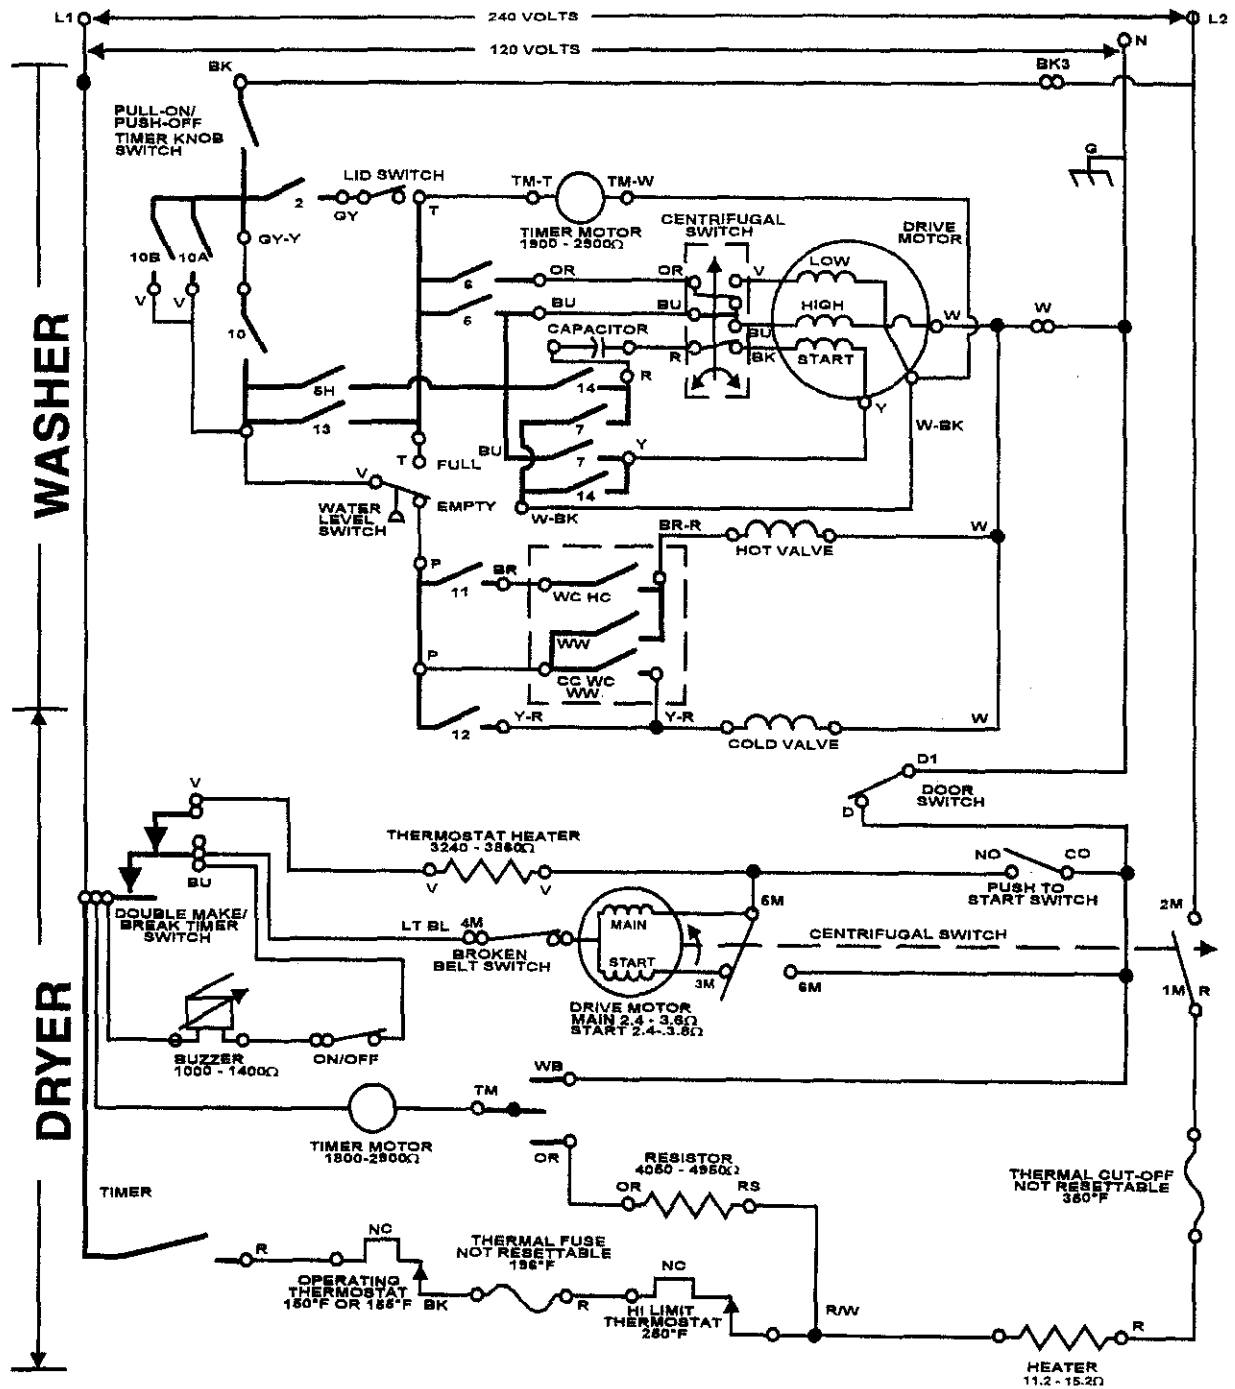 L1
240 VOLTS
L2
120 VOLTS
N
BK
BK3
PULL-ON/
PUSH-OFF
TIMER KNOB
SWITCH
G
LID SWITCH
TM-T
TM-W
2
GY
T
TIMER MOTOR
1900 - 2900Ω
CENTRIFUGAL
SWITCH
DRIVE
MOTOR
GY-Y
10B
10A
V
V
6
OR
OR
V
LOW
5
BU
BU
HIGH
W
W
BU
CAPACITOR
10
R
BK
START
R
5H
14
Y
13
7
W-BK
BU
7
Y
T
FULL
V
14
EMPTY
W-BK
WATER
LEVEL
SWITCH
BR-R
HOT VALVE
W
P
11
BR
WC HC
WW
P
CC WC
WW
12
Y-R
Y-R
COLD VALVE
W
WASHER
D1
DOOR
SWITCH
D
V
THERMOSTAT HEATER
3240 - 3860Ω
V
V
NO
CO
PUSH TO
START SWITCH
BU
DOUBLE MAKE/
BREAK TIMER
SWITCH
LT BL
4M
BROKEN
BELT SWITCH
MAIN
START
5M
CENTRIFUGAL SWITCH
2M
3M
6M
1M
R
DRIVE MOTOR
MAIN 2.4 - 3.6Ω
START 2.4-.3.8Ω
BUZZER
1000 - 1400Ω
ON/OFF
WB
TM
TIMER MOTOR
1800-2900Ω
OR
RESISTOR
4050 - 4950Ω
OR
RS
THERMAL CUT-OFF
NOT RESETTABLE
350°F
TIMER
R
NC
OPERATING
THERMOSTAT
150°F OR 155°F
BK
THERMAL FUSE
NOT RESETTABLE
196°F
R
NC
HI LIMIT
THERMOSTAT
250°F
R/W
R
HEATER
11.2 - 15.2Ω
DRYER